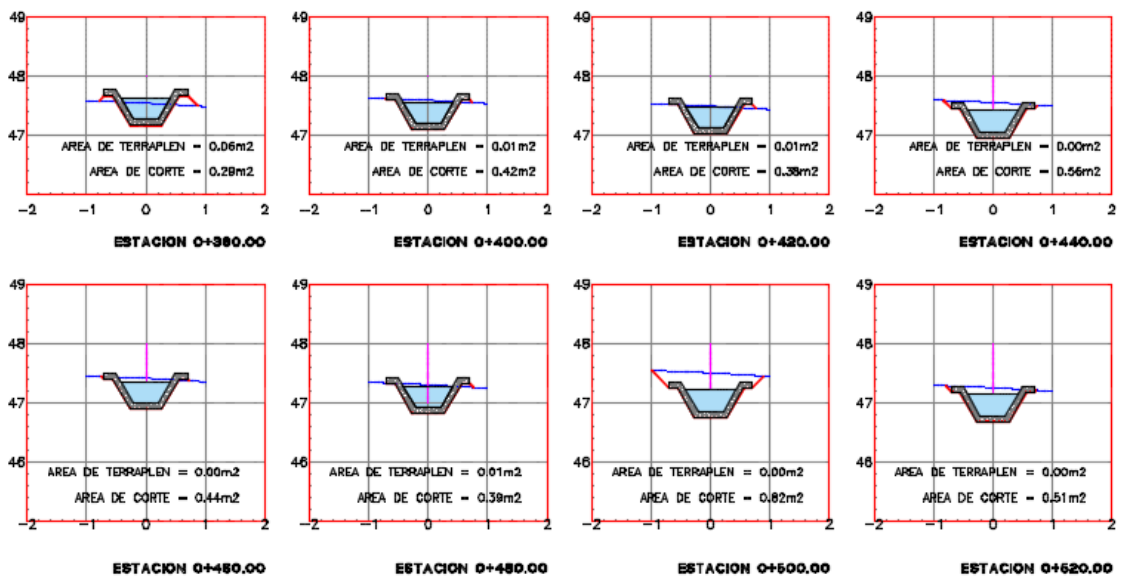 49
48
47
AREA DE TERRAPLEN = 0.06m2
AREA DE CORTE = 0.29m2
-2 -1 0 1 2
ESTACION 0+380.00
49
48
47
AREA DE TERRAPLEN = 0.01m2
AREA DE CORTE = 0.42m2
-2 -1 0 1 2
ESTACION 0+400.00
49
48
47
AREA DE TERRAPLEN = 0.01m2
AREA DE CORTE = 0.38m2
-2 -1 0 1 2
ESTACION 0+420.00
49
48
47
AREA DE TERRAPLEN = 0.00m2
AREA DE CORTE = 0.56m2
-2 -1 0 1 2
ESTACION 0+440.00
49
48
47
46
AREA DE TERRAPLEN = 0.00m2
AREA DE CORTE = 0.44m2
-2 -1 0 1 2
ESTACION 0+460.00
49
48
47
46
AREA DE TERRAPLEN = 0.01m2
AREA DE CORTE = 0.39m2
-2 -1 0 1 2
ESTACION 0+480.00
49
48
47
46
AREA DE TERRAPLEN = 0.00m2
AREA DE CORTE = 0.82m2
-2 -1 0 1 2
ESTACION 0+500.00
49
48
47
46
AREA DE TERRAPLEN = 0.00m2
AREA DE CORTE = 0.51m2
-2 -1 0 1 2
ESTACION 0+520.00